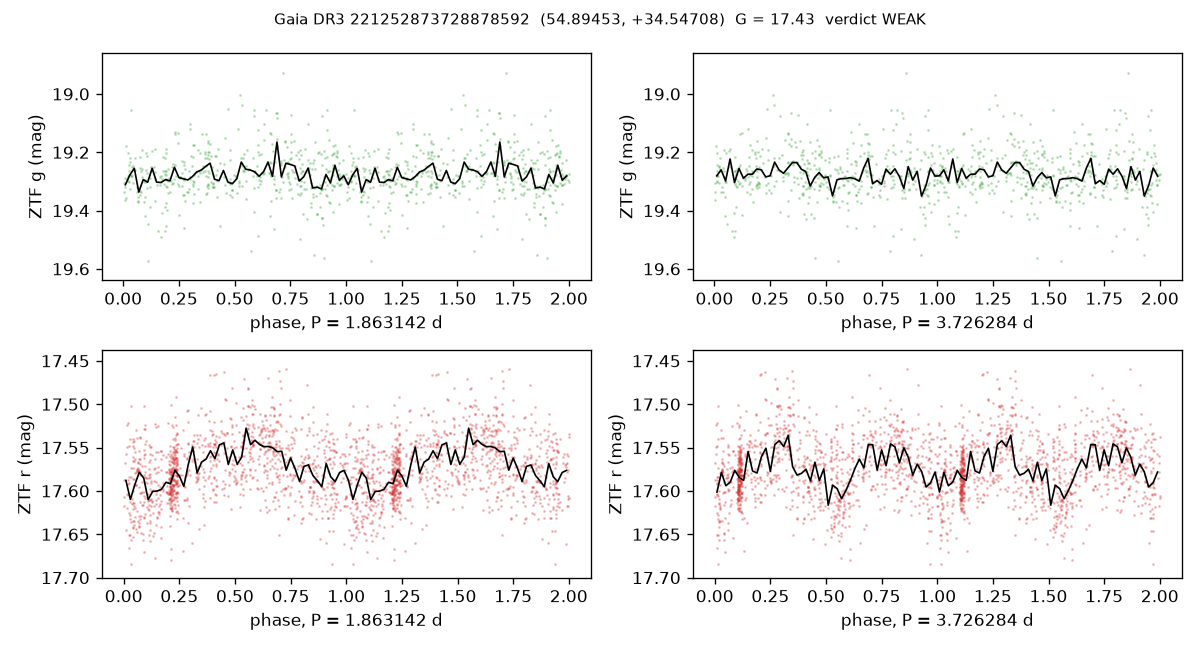 Gaia DR3 221252873728878592  (54.89453, +34.54708)  G = 17.43  verdict WEAK
ZTF g (mag)
19.0
19.2
19.4
19.6
0.00 0.25 0.50 0.75 1.00 1.25 1.50 1.75 2.00
phase, P = 1.863142 d
ZTF g (mag)
19.0
19.2
19.4
19.6
0.00 0.25 0.50 0.75 1.00 1.25 1.50 1.75 2.00
phase, P = 3.726284 d
ZTF r (mag)
17.45
17.50
17.55
17.60
17.65
17.70
0.00 0.25 0.50 0.75 1.00 1.25 1.50 1.75 2.00
phase, P = 1.863142 d
ZTF r (mag)
17.45
17.50
17.55
17.60
17.65
17.70
0.00 0.25 0.50 0.75 1.00 1.25 1.50 1.75 2.00
phase, P = 3.726284 d